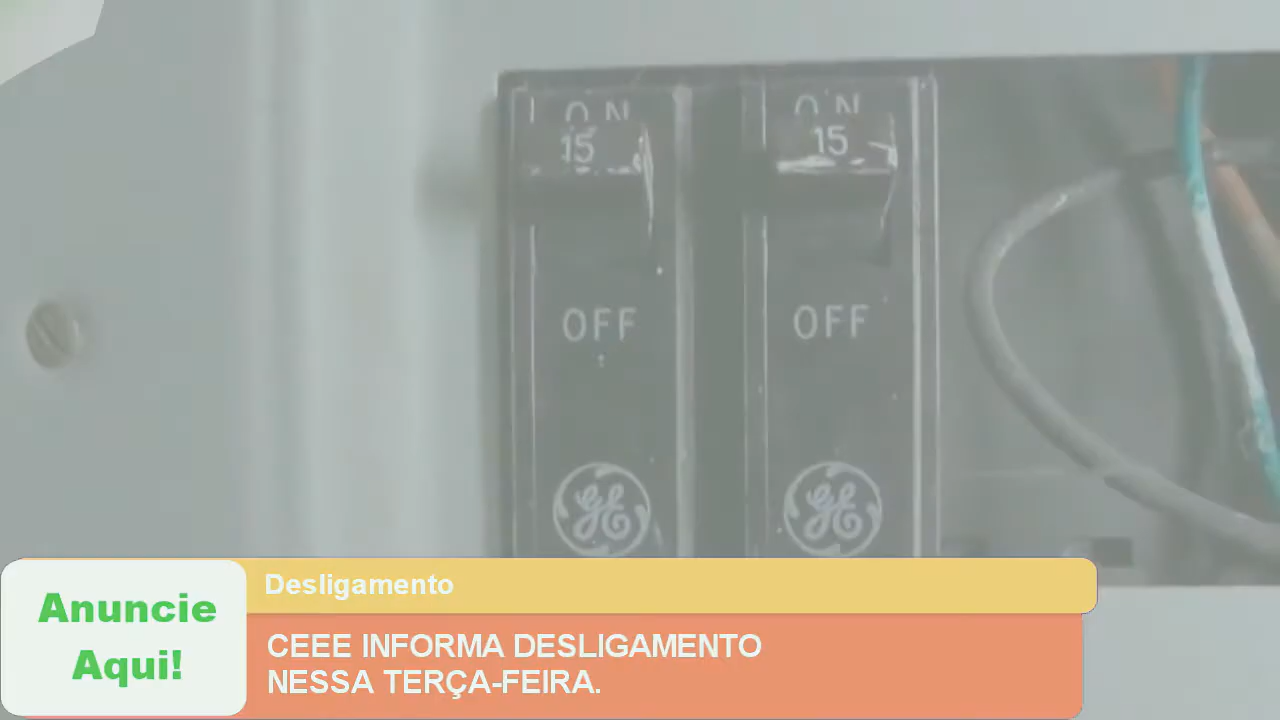 ON
ON
15
15
OFF
OFF
GE
GE
Desligamento
Anuncie
Aqui!
CEEE INFORMA DESLIGAMENTO
NESSA TERÇA-FEIRA.